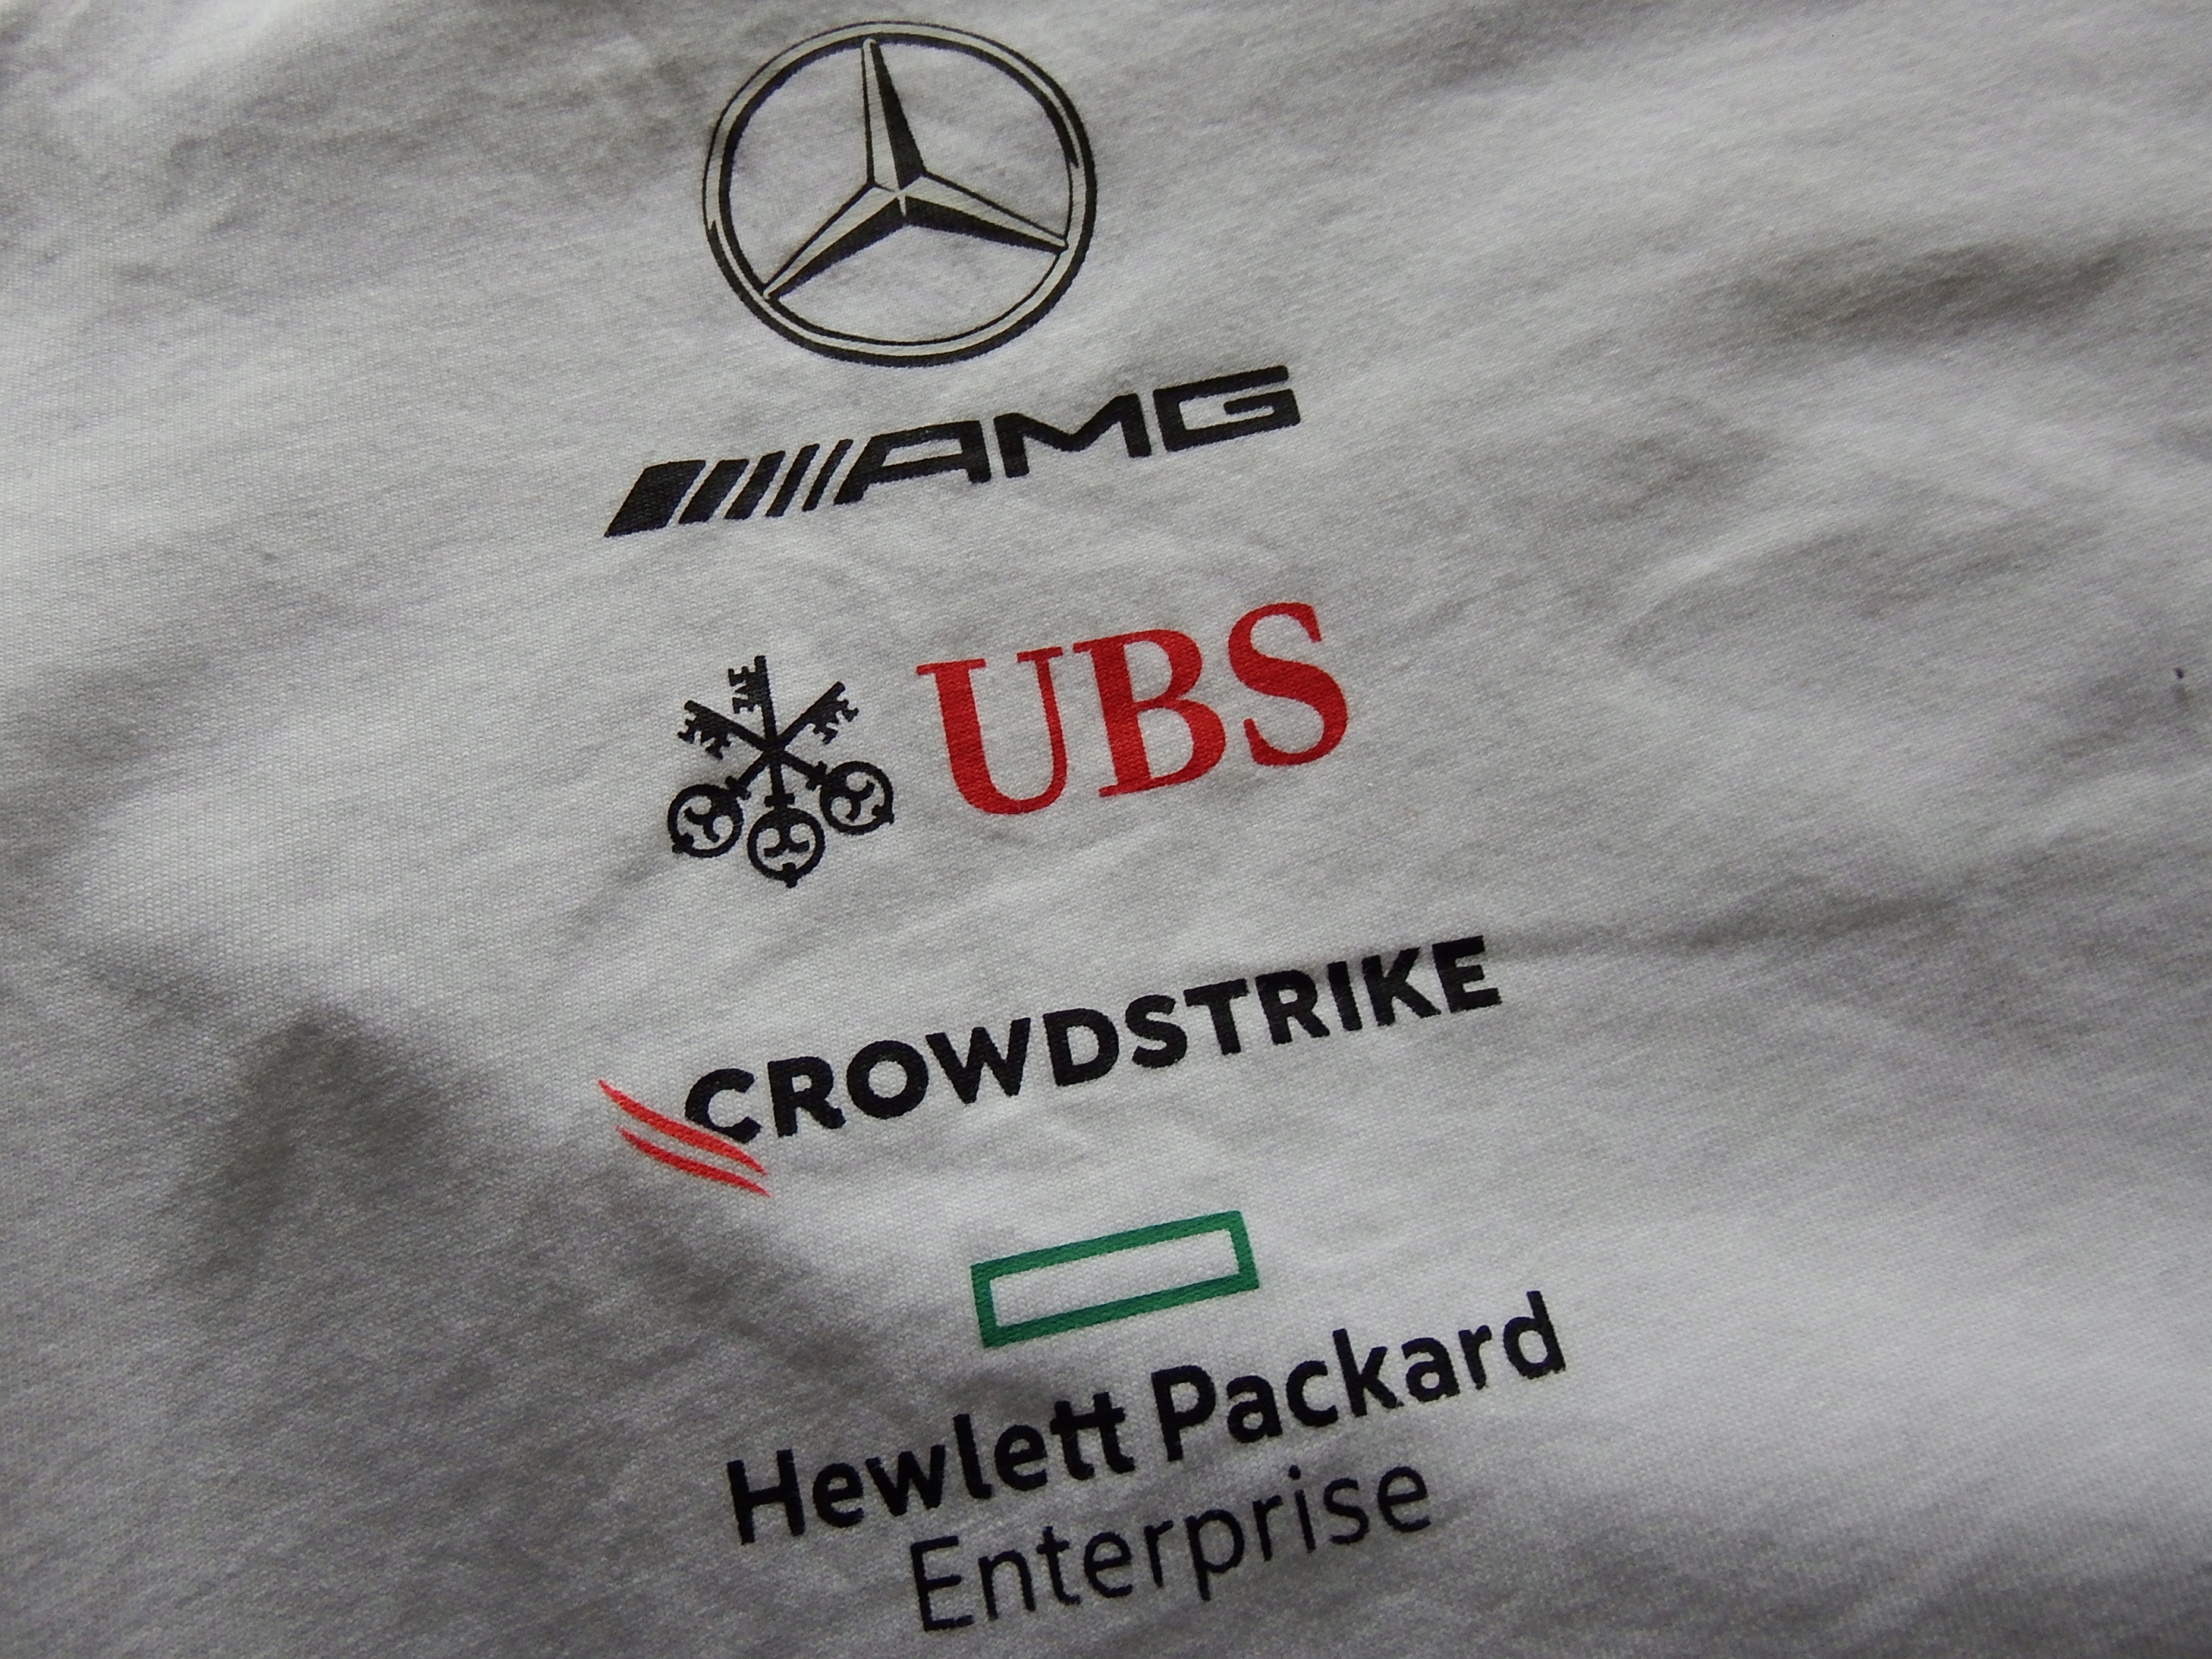 AMG
UBS
CROWDSTRIKE
Hewlett Packard
Enterprise